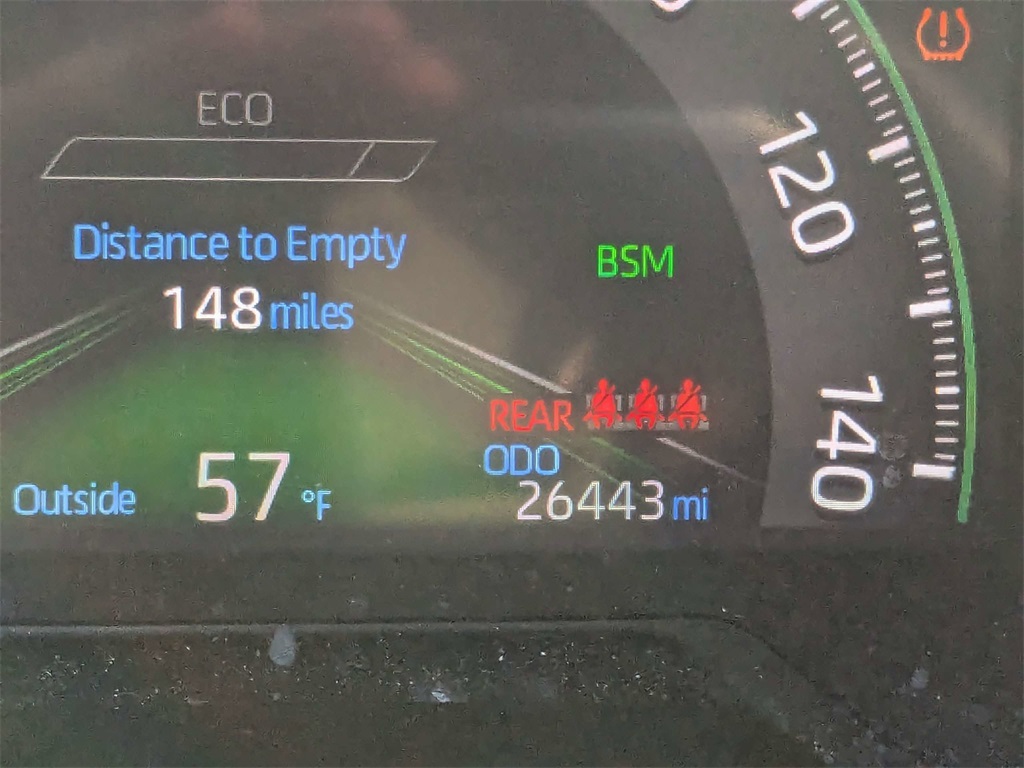 ECO
120
Distance to Empty
BSM
148 miles
REAR
140
ODO
Outside 57 °F
26443 mi